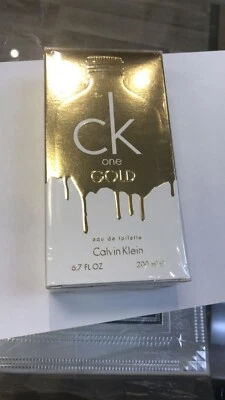 ck
one
GOLD
eau de toilette
Calvin Klein
6.7 FL OZ 200 ml